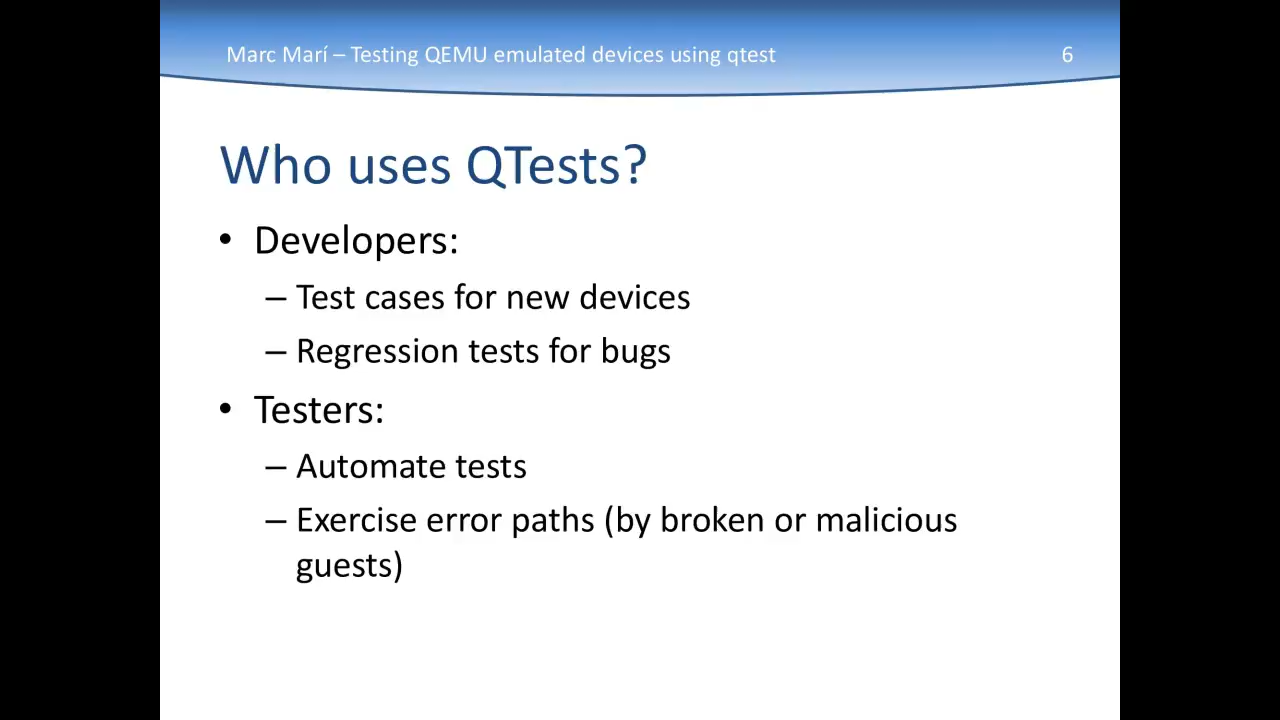 Marc Marí – Testing QEMU emulated devices using qtest 6
Who uses QTests?
• Developers:
– Test cases for new devices
– Regression tests for bugs
• Testers:
– Automate tests
– Exercise error paths (by broken or malicious
guests)